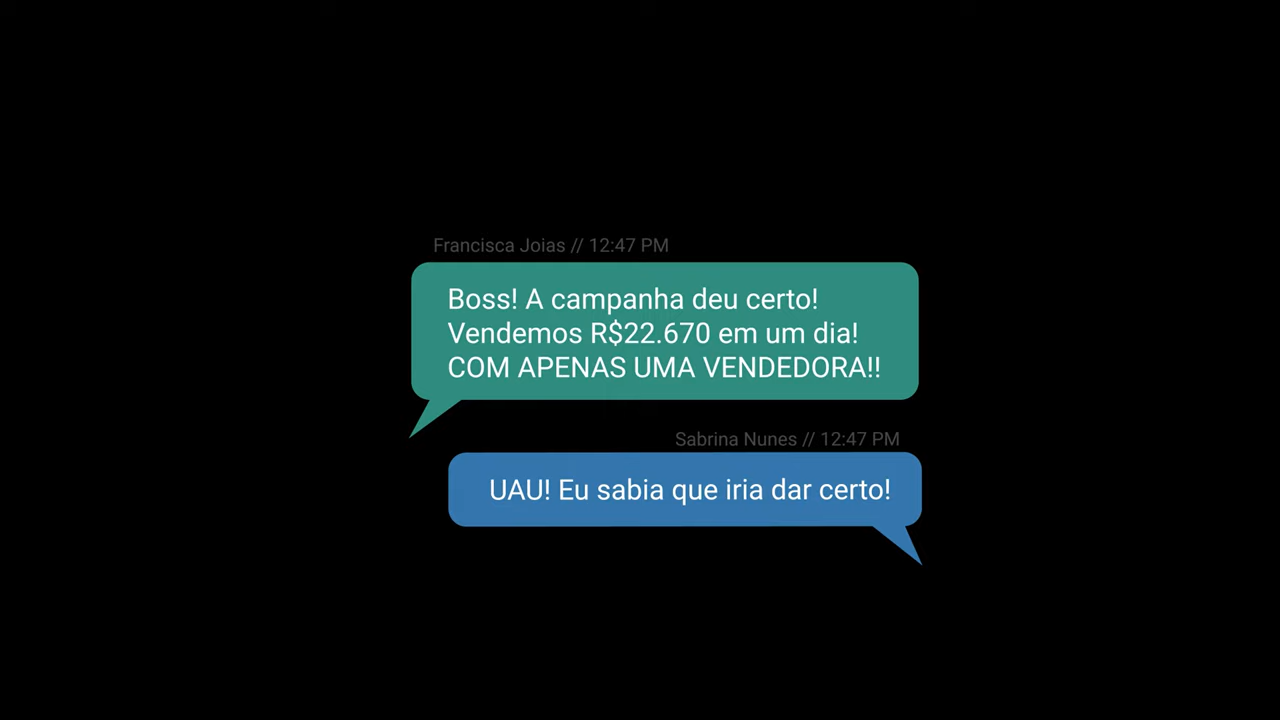 Francisca Joias // 12:47 PM
Boss! A campanha deu certo!
Vendemos R$22.670 em um dia!
COM APENAS UMA VENDEDORA!!
Sabrina Nunes // 12:47 PM
UAU! Eu sabia que iria dar certo!